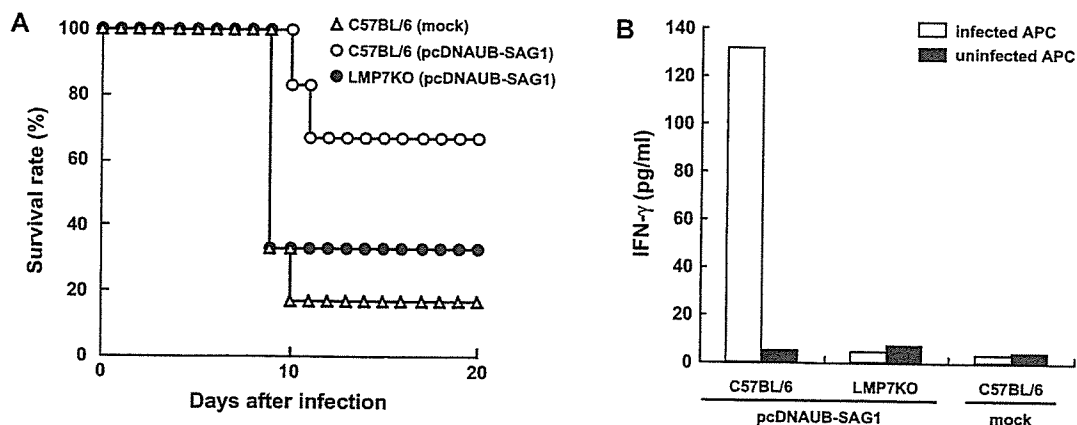 A
△ C57BL/6 (mock)
○ C57BL/6 (pcDNAUB-SAG1)
● LMP7KO (pcDNAUB-SAG1)
100
80
60
40
20
0
Survival rate (%)
0 10 20
Days after infection
B
infected APC
uninfected APC
140
120
100
80
60
40
20
0
IFN-γ (pg/ml)
C57BL/6 LMP7KO C57BL/6
pcDNAUB-SAG1 mock